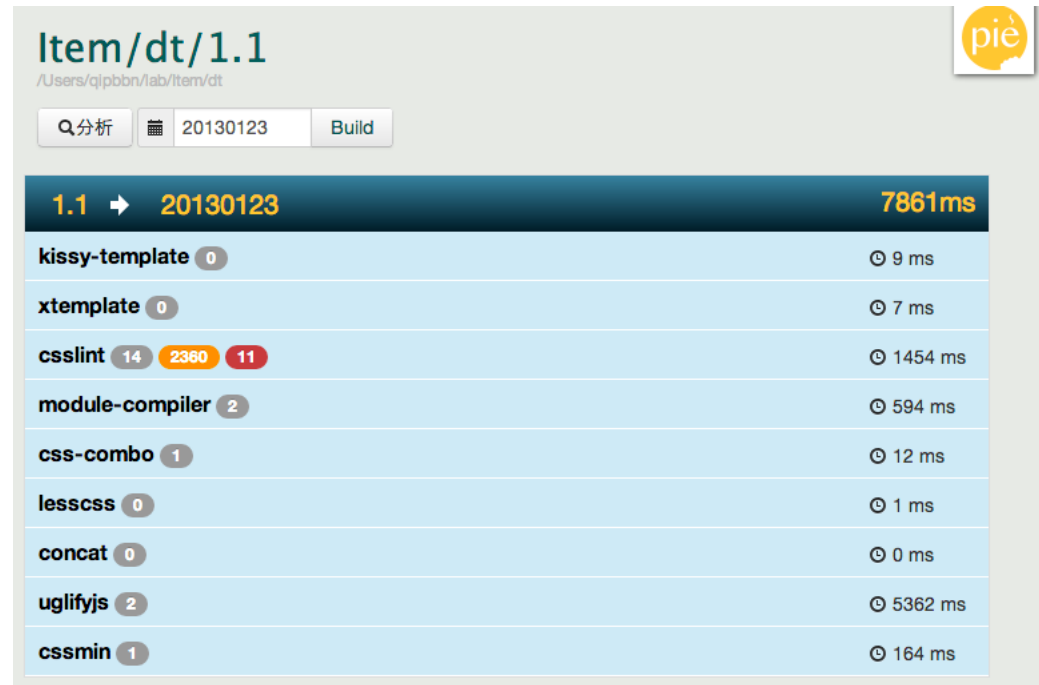 Item/dt/1.1
piè
/Users/qipbbn/lab/Item/dt
分析 20130123 Build
1.1 20130123 7861ms
kissy-template 0 9 ms
xtemplate 0 7 ms
csslint 14 2360 11 1454 ms
module-compiler 2 594 ms
css-combo 1 12 ms
lesscss 0 1 ms
concat 0 0 ms
uglifyjs 2 5362 ms
cssmin 1 164 ms